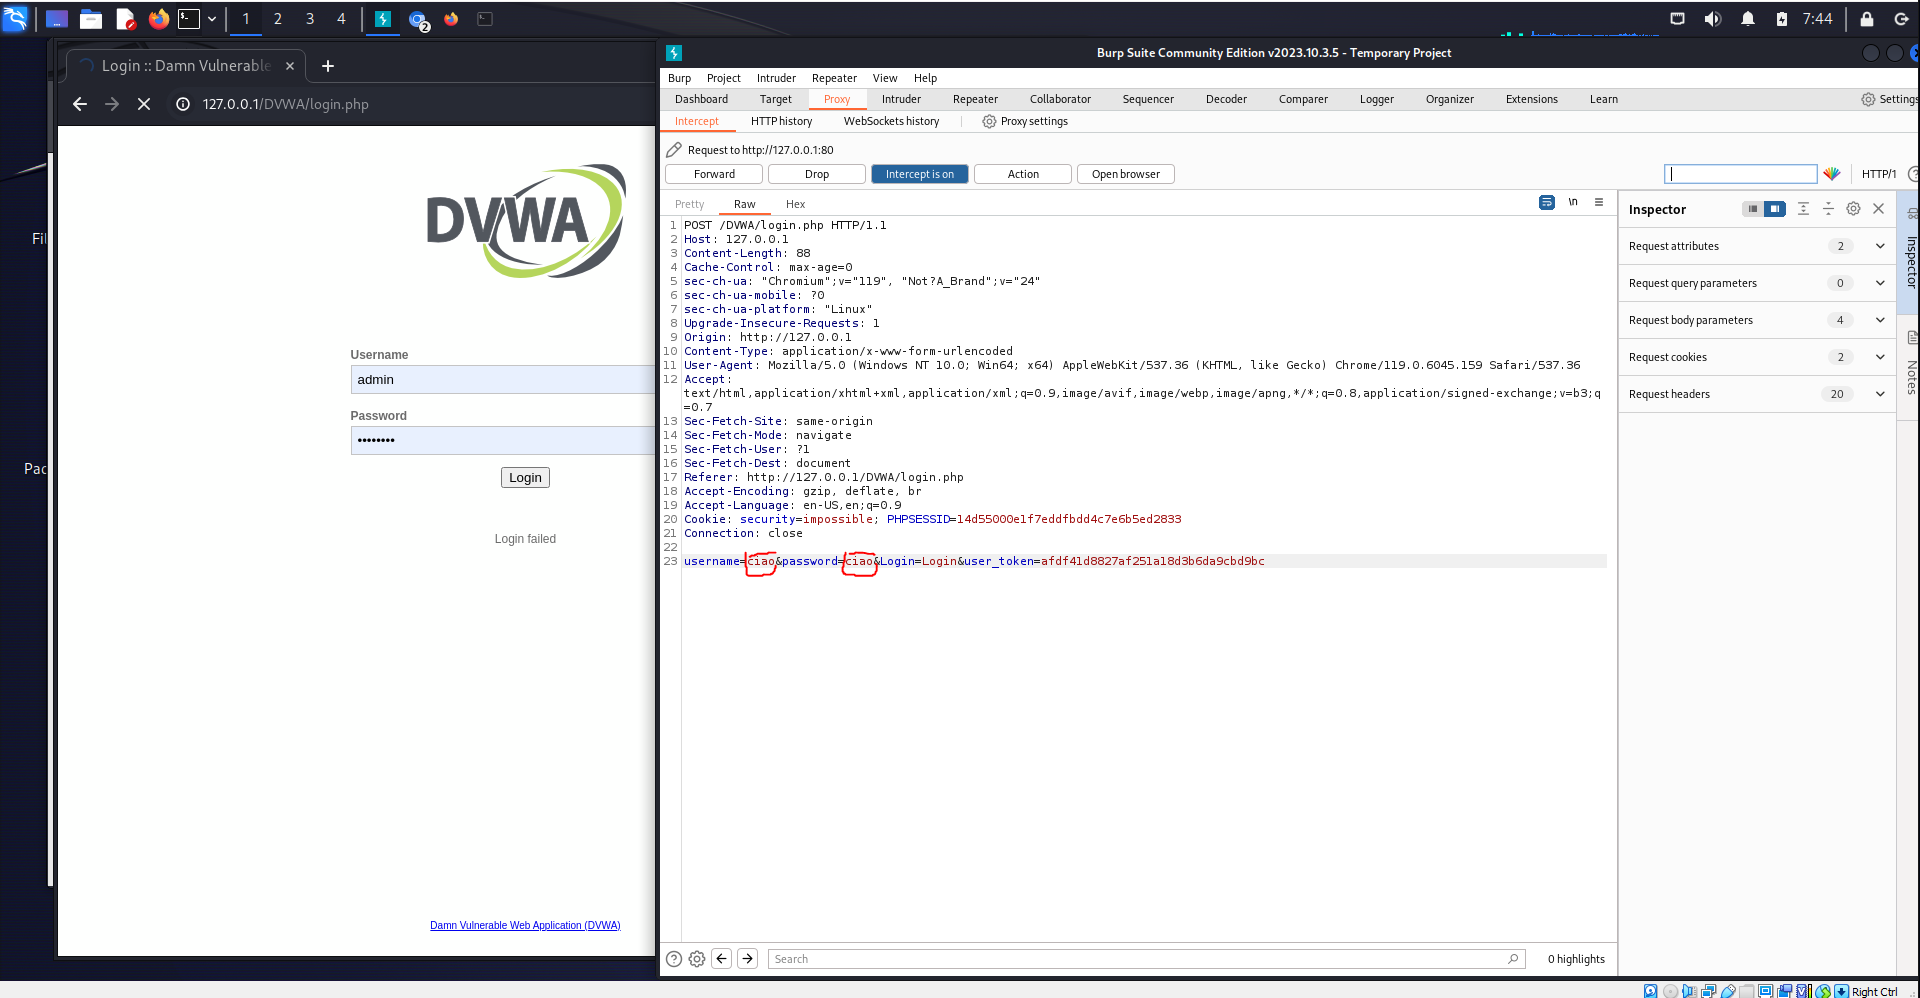 1 2 3 4 2 7:44
Login :: Damn Vulnerable
127.0.0.1/DVWA/login.php
Fil
Pac
DVWA
Username
admin
Password
••••••••
Login
Login failed
Damn Vulnerable Web Application (DVWA)
Burp Suite Community Edition v2023.10.3.5 - Temporary Project
Burp Project Intruder Repeater View Help
Dashboard Target Proxy Intruder Repeater Collaborator Sequencer Decoder Comparer Logger Organizer Extensions Learn Settings
Intercept HTTP history WebSockets history Proxy settings
Request to http://127.0.0.1:80
Forward Drop Intercept is on Action Open browser HTTP/1
Pretty Raw Hex \n
1 POST /DVWA/login.php HTTP/1.1
2 Host: 127.0.0.1
3 Content-Length: 88
4 Cache-Control: max-age=0
5 sec-ch-ua: "Chromium";v="119", "Not?A_Brand";v="24"
6 sec-ch-ua-mobile: ?0
7 sec-ch-ua-platform: "Linux"
8 Upgrade-Insecure-Requests: 1
9 Origin: http://127.0.0.1
10 Content-Type: application/x-www-form-urlencoded
11 User-Agent: Mozilla/5.0 (Windows NT 10.0; Win64; x64) AppleWebKit/537.36 (KHTML, like Gecko) Chrome/119.0.6045.159 Safari/537.36
12 Accept:
text/html,application/xhtml+xml,application/xml;q=0.9,image/avif,image/webp,image/apng,*/*;q=0.8,application/signed-exchange;v=b3;q
=0.7
13 Sec-Fetch-Site: same-origin
14 Sec-Fetch-Mode: navigate
15 Sec-Fetch-User: ?1
16 Sec-Fetch-Dest: document
17 Referer: http://127.0.0.1/DVWA/login.php
18 Accept-Encoding: gzip, deflate, br
19 Accept-Language: en-US,en;q=0.9
20 Cookie: security=impossible; PHPSESSID=14d55000e1f7eddfbdd4c7e6b5ed2833
21 Connection: close
22
23 username=ciao&password=ciao&Login=Login&user_token=afdf41d8827af251a18d3b6da9cbd9bc
Search 0 highlights
Inspector
Request attributes 2
Request query parameters 0
Request body parameters 4
Request cookies 2
Request headers 20
Inspector
Notes
Right Ctrl